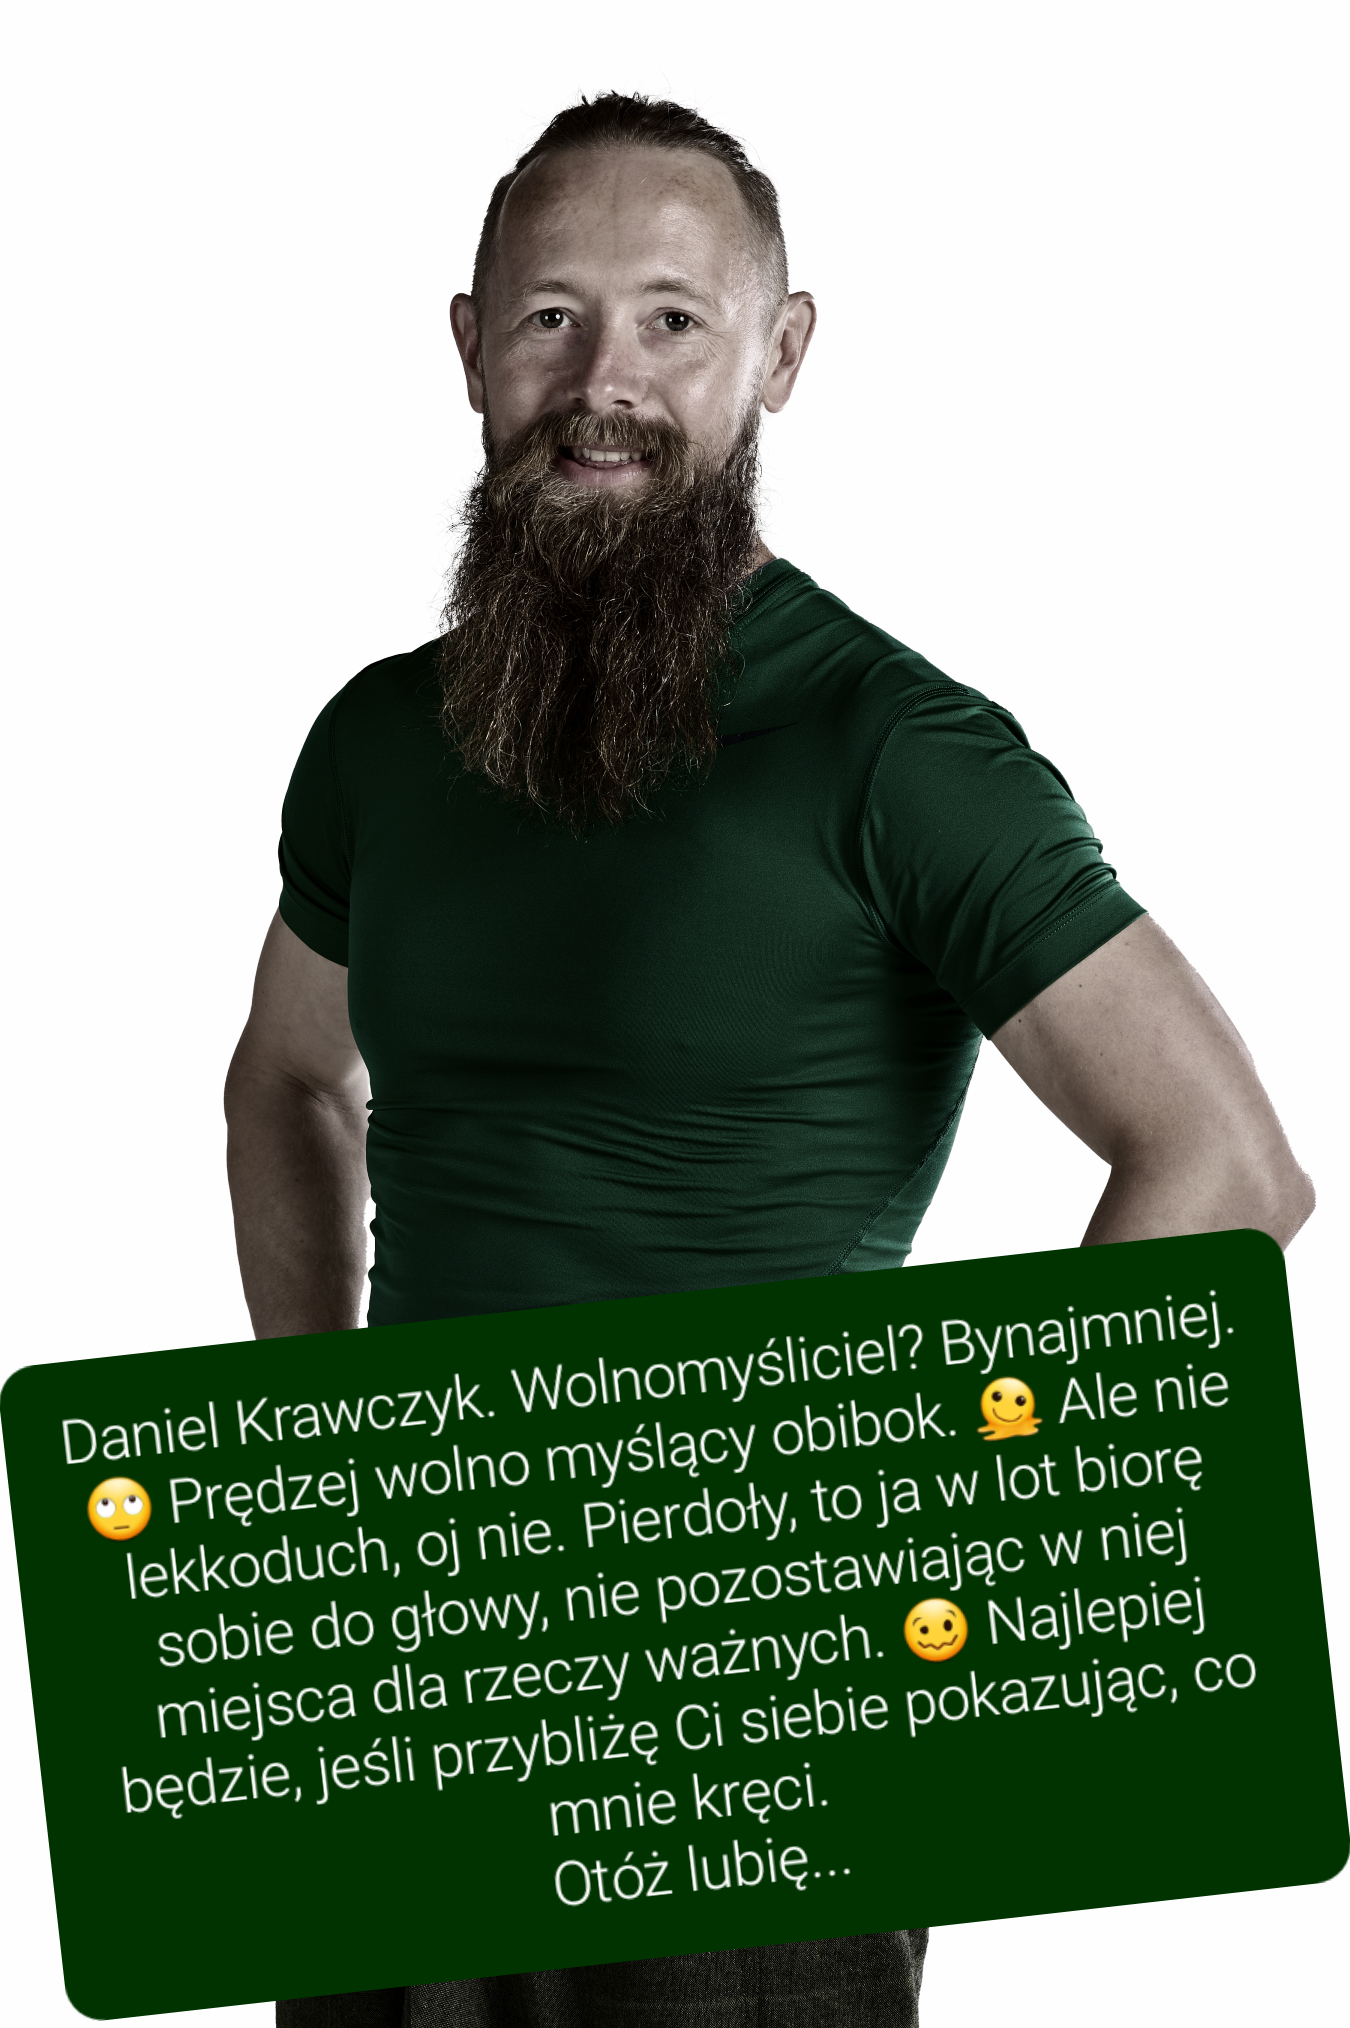 Daniel Krawczyk. Wolnomyśliciel? Bynajmniej.
🙄 Prędzej wolno myślący obibok. 🫠 Ale nie
lekkoduch, oj nie. Pierdoły, to ja w lot biorę
sobie do głowy, nie pozostawiając w niej
miejsca dla rzeczy ważnych. 🥴 Najlepiej
będzie, jeśli przybliżę Ci siebie pokazując, co
mnie kręci.
Otóż lubię...